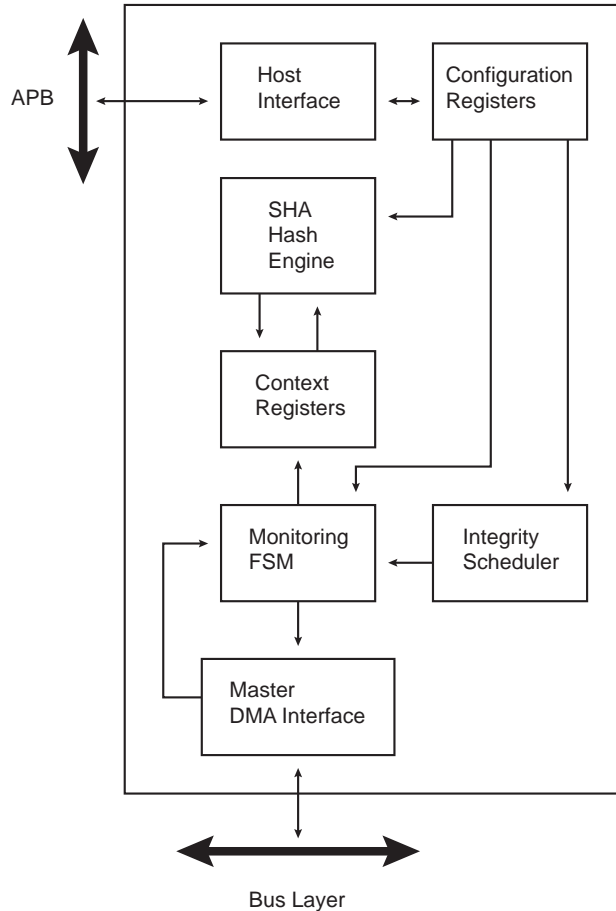 APB
Host
Interface
Configuration
Registers
SHA
Hash
Engine
Context
Registers
Monitoring
FSM
Integrity
Scheduler
Master
DMA Interface
Bus Layer